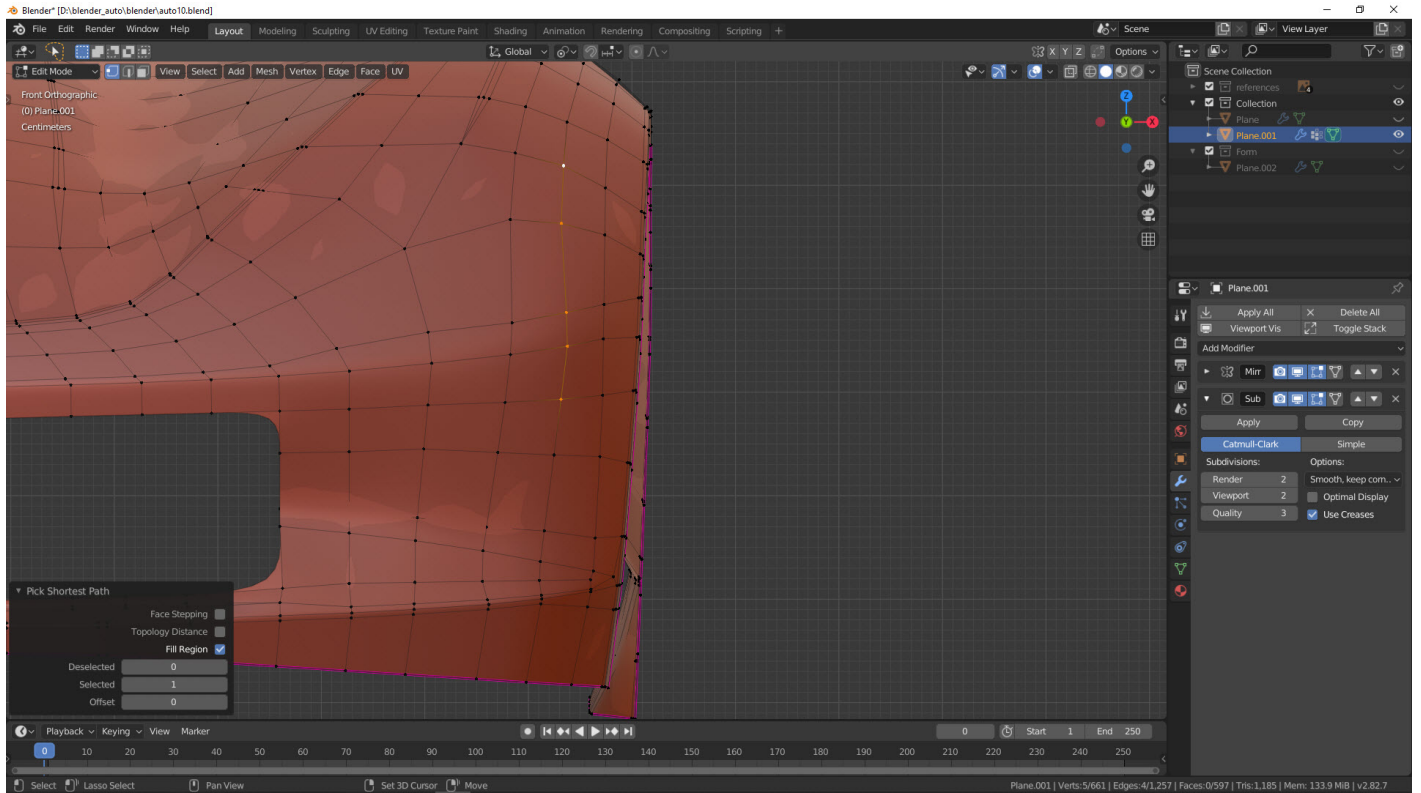 Blender* [D:\blender_auto\blender\auto10.blend]
File Edit Render Window Help Layout Modeling Sculpting UV Editing Texture Paint Shading Animation Rendering Compositing Scripting + Scene View Layer
Global X Y Z Options
Edit Mode View Select Add Mesh Vertex Edge Face UV
Front Orthographic
(0) Plane.001
Centimeters
Z
Y
X
Scene Collection
references 4
Collection
Plane
Plane.001
Form
Plane.002
Plane.001
Apply All Delete All
Viewport Vis Toggle Stack
Add Modifier
Mirr
Sub
Apply Copy
Catmull-Clark Simple
Subdivisions: Options:
Render 2 Smooth, keep corn..
Viewport 2 Optimal Display
Quality 3 Use Creases
Pick Shortest Path
Face Stepping
Topology Distance
Fill Region
Deselected 0
Selected 1
Offset 0
Playback Keying View Marker 0 Start 1 End 250
0 10 20 30 40 50 60 70 80 90 100 110 120 130 140 150 160 170 180 190 200 210 220 230 240 250
Select Lasso Select Pan View Set 3D Cursor Move Plane.001 | Verts:5/661 | Edges:4/1,257 | Faces:0/597 | Tris:1,185 | Mem: 133.9 MiB | v2.82.7